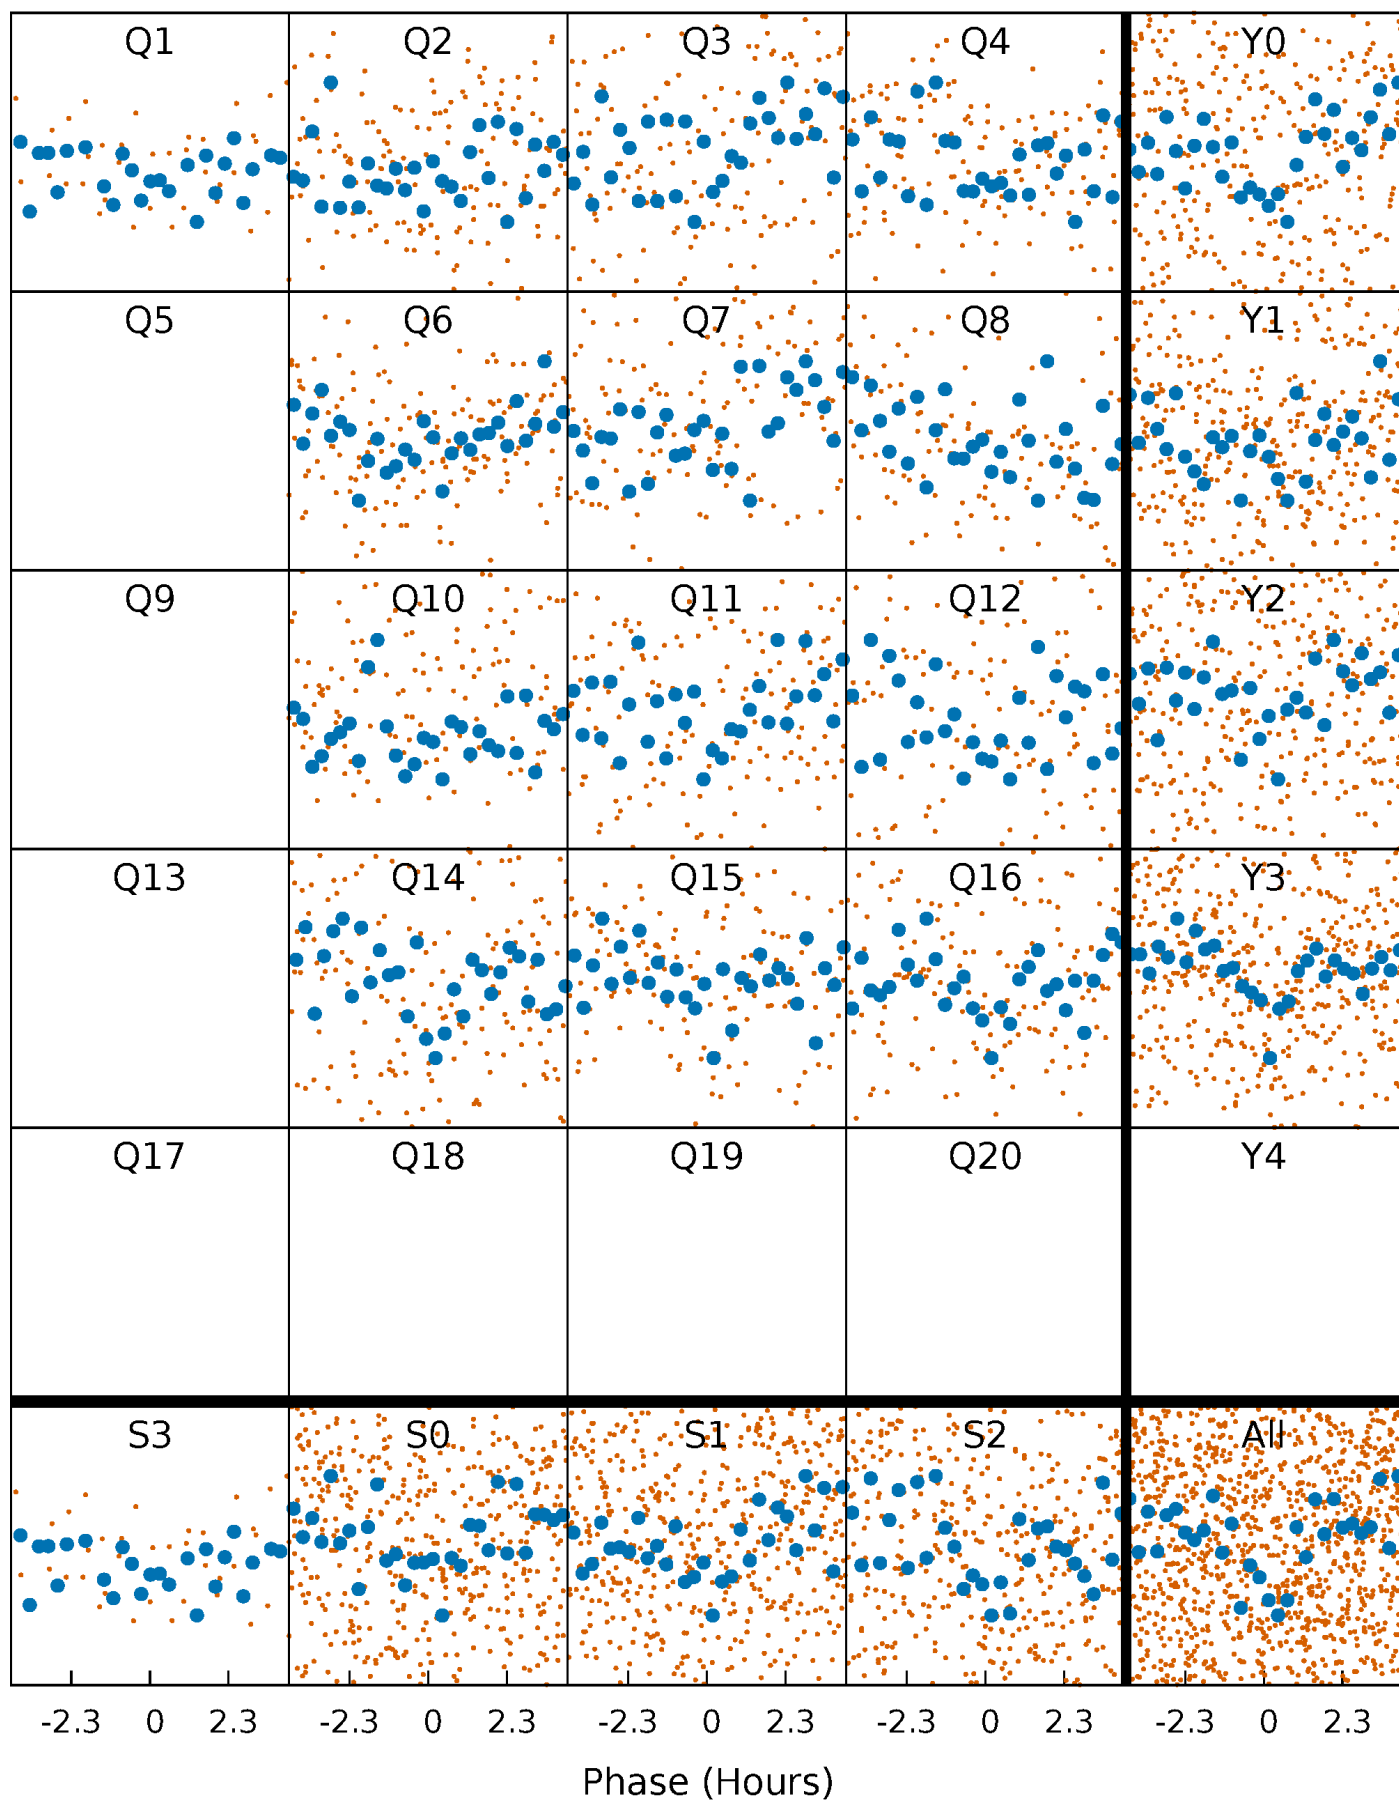 Q1 Q2 Q3 Q4 Y0
Q5 Q6 Q7 Q8 Y1
Q9 Q10 Q11 Q12 Y2
Q13 Q14 Q15 Q16 Y3
Q17 Q18 Q19 Q20 Y4
S3 S0 S1 S2 All
-2.3 0 2.3 -2.3 0 2.3 -2.3 0 2.3 -2.3 0 2.3 -2.3 0 2.3
Phase (Hours)